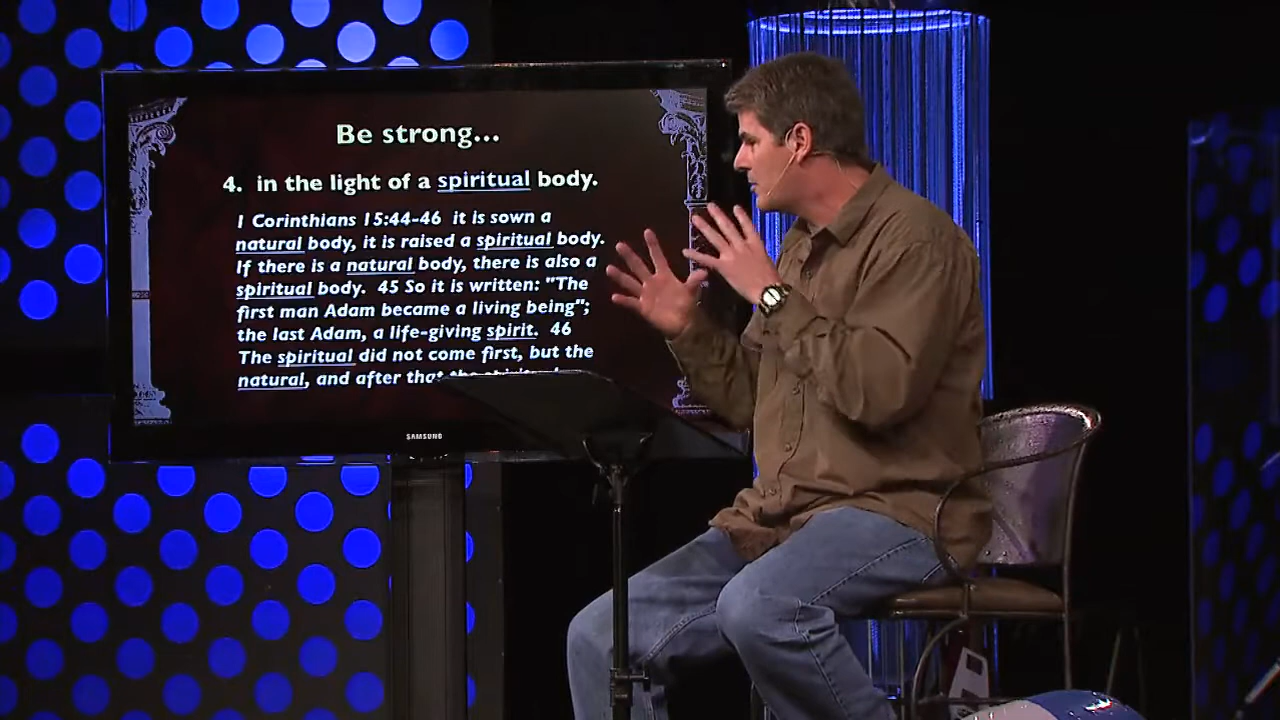 Be strong...
4. in the light of a spiritual body.
1 Corinthians 15:44-46 it is sown a
natural body, it is raised a spiritual body.
If there is a natural body, there is also a
spiritual body. 45 So it is written: "The
first man Adam became a living being";
the last Adam, a life-giving spirit. 46
The spiritual did not come first, but the
natural, and after that
SAMSUNG